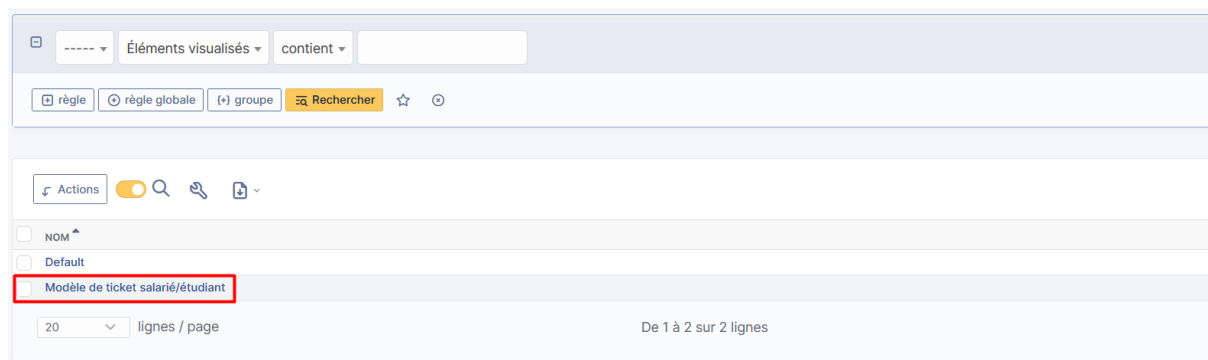 ----- Éléments visualisés contient
règle règle globale groupe Rechercher
Actions
NOM
Default
Modèle de ticket salarié/étudiant
20 lignes / page De 1 à 2 sur 2 lignes